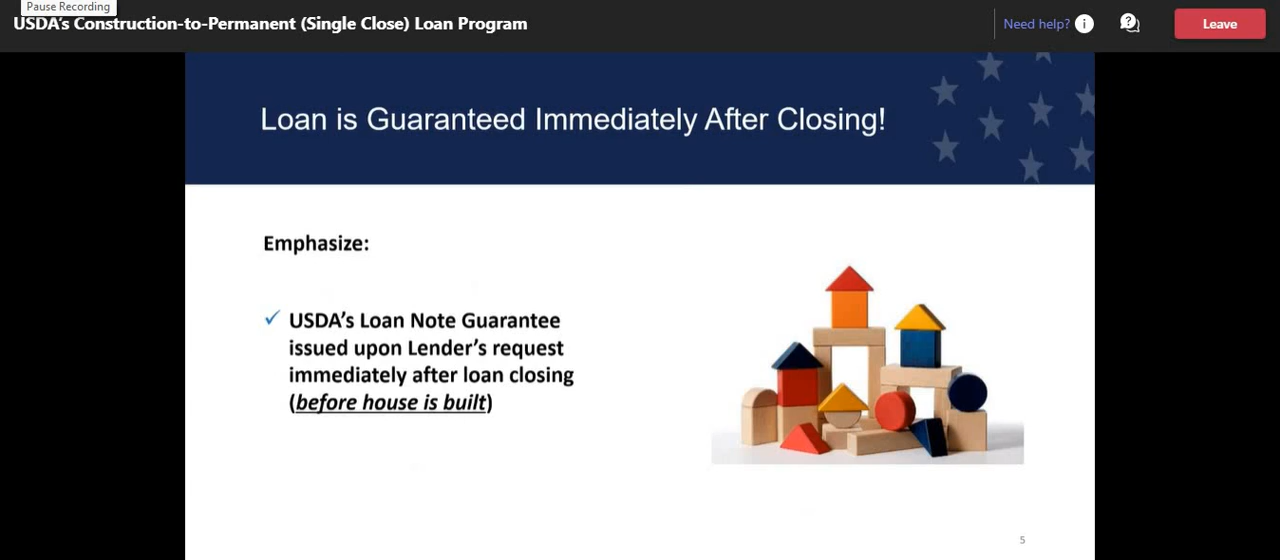 Pause Recording
USDA's Construction-to-Permanent (Single Close) Loan Program
Need help?
Leave
Loan is Guaranteed Immediately After Closing!
Emphasize:
✓ USDA's Loan Note Guarantee
issued upon Lender's request
immediately after loan closing
(before house is built)
5